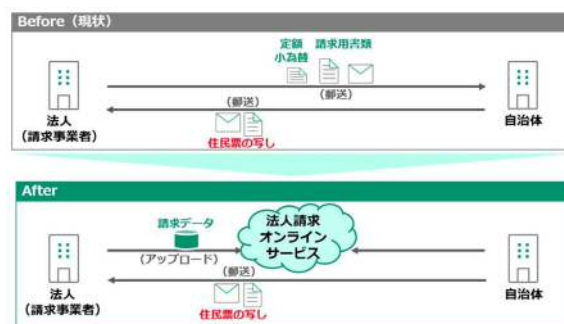 Before（現状）
定額
小為替
請求用書類
（郵送）
（郵送）
住民票の写し
法人
（請求事業者）
自治体
After
請求データ
（アップロード）
法人請求
オンライン
サービス
（郵送）
住民票の写し
法人
（請求事業者）
自治体